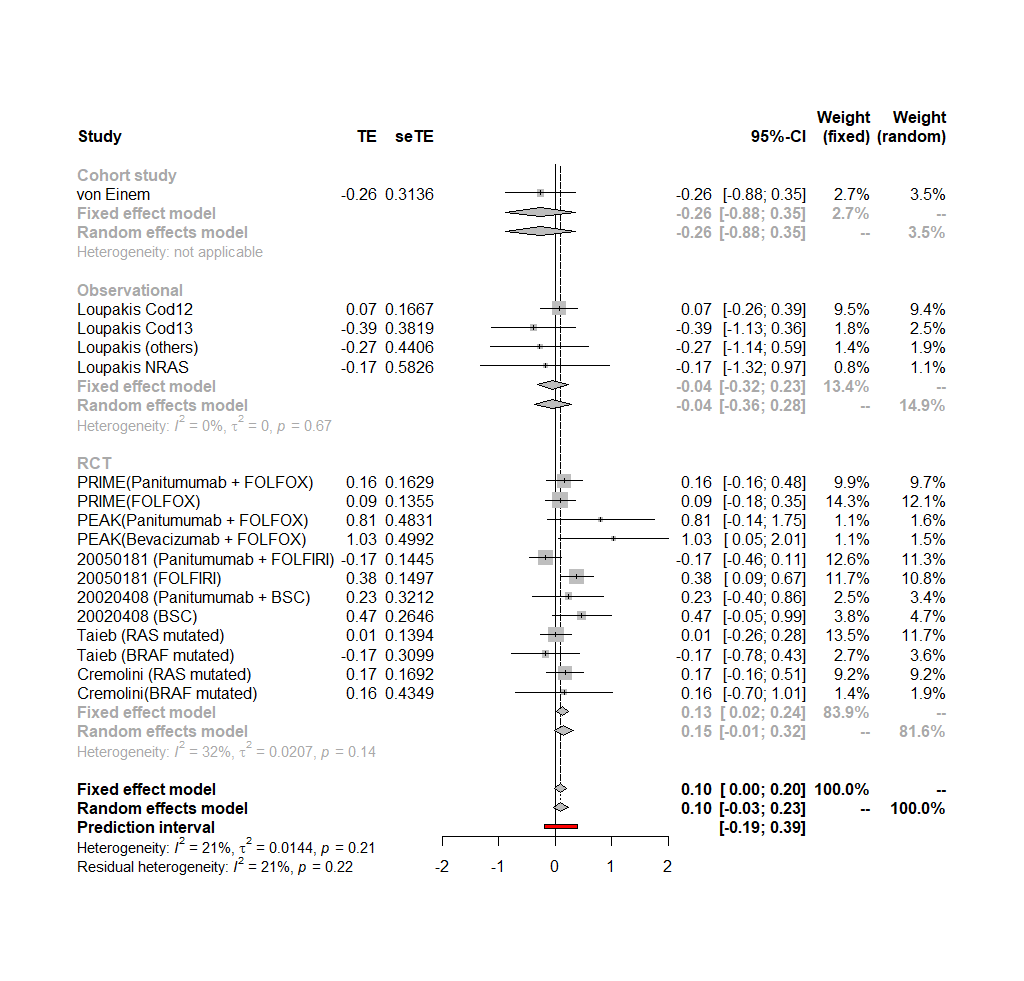 Weight Weight
Study TE seTE 95%-CI (fixed) (random)
Cohort study
von Einem -0.26 0.3136 -0.26 [-0.88; 0.35] 2.7% 3.5%
Fixed effect model -0.26 [-0.88; 0.35] 2.7% --
Random effects model -0.26 [-0.88; 0.35] -- 3.5%
Heterogeneity: not applicable
Observational
Loupakis Cod12 0.07 0.1667 0.07 [-0.26; 0.39] 9.5% 9.4%
Loupakis Cod13 -0.39 0.3819 -0.39 [-1.13; 0.36] 1.8% 2.5%
Loupakis (others) -0.27 0.4406 -0.27 [-1.14; 0.59] 1.4% 1.9%
Loupakis NRAS -0.17 0.5826 -0.17 [-1.32; 0.97] 0.8% 1.1%
Fixed effect model -0.04 [-0.32; 0.23] 13.4% --
Random effects model -0.04 [-0.36; 0.28] -- 14.9%
Heterogeneity: I² = 0%, τ² = 0, p = 0.67
RCT
PRIME(Panitumumab + FOLFOX) 0.16 0.1629 0.16 [-0.16; 0.48] 9.9% 9.7%
PRIME(FOLFOX) 0.09 0.1355 0.09 [-0.18; 0.35] 14.3% 12.1%
PEAK(Panitumumab + FOLFOX) 0.81 0.4831 0.81 [-0.14; 1.75] 1.1% 1.6%
PEAK(Bevacizumab + FOLFOX) 1.03 0.4992 1.03 [ 0.05; 2.01] 1.1% 1.5%
20050181 (Panitumumab + FOLFIRI) -0.17 0.1445 -0.17 [-0.46; 0.11] 12.6% 11.3%
20050181 (FOLFIRI) 0.38 0.1497 0.38 [ 0.09; 0.67] 11.7% 10.8%
20020408 (Panitumumab + BSC) 0.23 0.3212 0.23 [-0.40; 0.86] 2.5% 3.4%
20020408 (BSC) 0.47 0.2646 0.47 [-0.05; 0.99] 3.8% 4.7%
Taieb (RAS mutated) 0.01 0.1394 0.01 [-0.26; 0.28] 13.5% 11.7%
Taieb (BRAF mutated) -0.17 0.3099 -0.17 [-0.78; 0.43] 2.7% 3.6%
Cremolini (RAS mutated) 0.17 0.1692 0.17 [-0.16; 0.51] 9.2% 9.2%
Cremolini(BRAF mutated) 0.16 0.4349 0.16 [-0.70; 1.01] 1.4% 1.9%
Fixed effect model 0.13 [ 0.02; 0.24] 83.9% --
Random effects model 0.15 [-0.01; 0.32] -- 81.6%
Heterogeneity: I² = 32%, τ² = 0.0207, p = 0.14
Fixed effect model 0.10 [ 0.00; 0.20] 100.0% --
Random effects model 0.10 [-0.03; 0.23] -- 100.0%
Prediction interval [-0.19; 0.39]
Heterogeneity: I² = 21%, τ² = 0.0144, p = 0.21
Residual heterogeneity: I² = 21%, p = 0.22
-2 -1 0 1 2